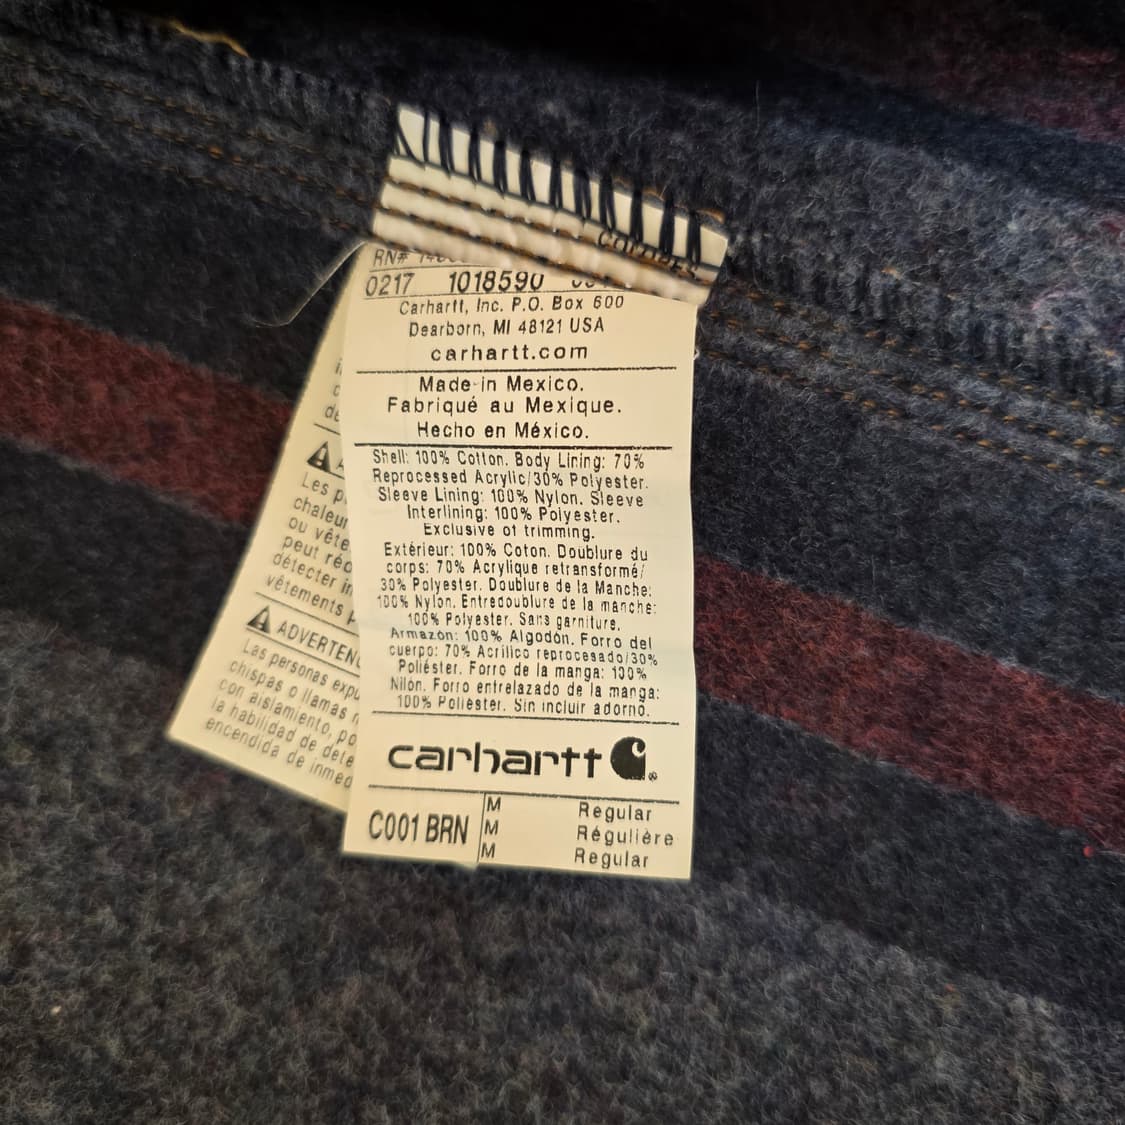 RN#
0217 1018590
Carhartt, Inc. P.O. Box 600
Dearborn, MI 48121 USA
carhartt.com
Made in Mexico.
Fabriqué au Mexique.
Hecho en México.
Shell: 100% Cotton. Body Lining: 70%
Reprocessed Acrylic/30% Polyester.
Sleeve Lining: 100% Nylon. Sleeve
Interlining: 100% Polyester.
Exclusive of trimming.
Extérieur: 100% Coton. Doublure du
corps: 70% Acrylique retransformé/
30% Polyester. Doublure de la Manche:
100% Nylon. Entredoublure de la manche:
100% Polyester. Sans garniture.
Armazón: 100% Algodón. Forro del
cuerpo: 70% Acrílico reprocesado/30%
Poliéster. Forro de la manga: 100%
Nilón. Forro entrelazado de la manga:
100% Poliester. Sin incluir adorno.
carhartt
C001 BRN
M Regular
M Régulière
M Regular
Les p
chaleur
ou vête
peut réd
détecter in
vêtements p
ADVERTENC
Las personas expu
chispas o llamas
con aislamiento, po
la habilidad de dete
encendida de inmed